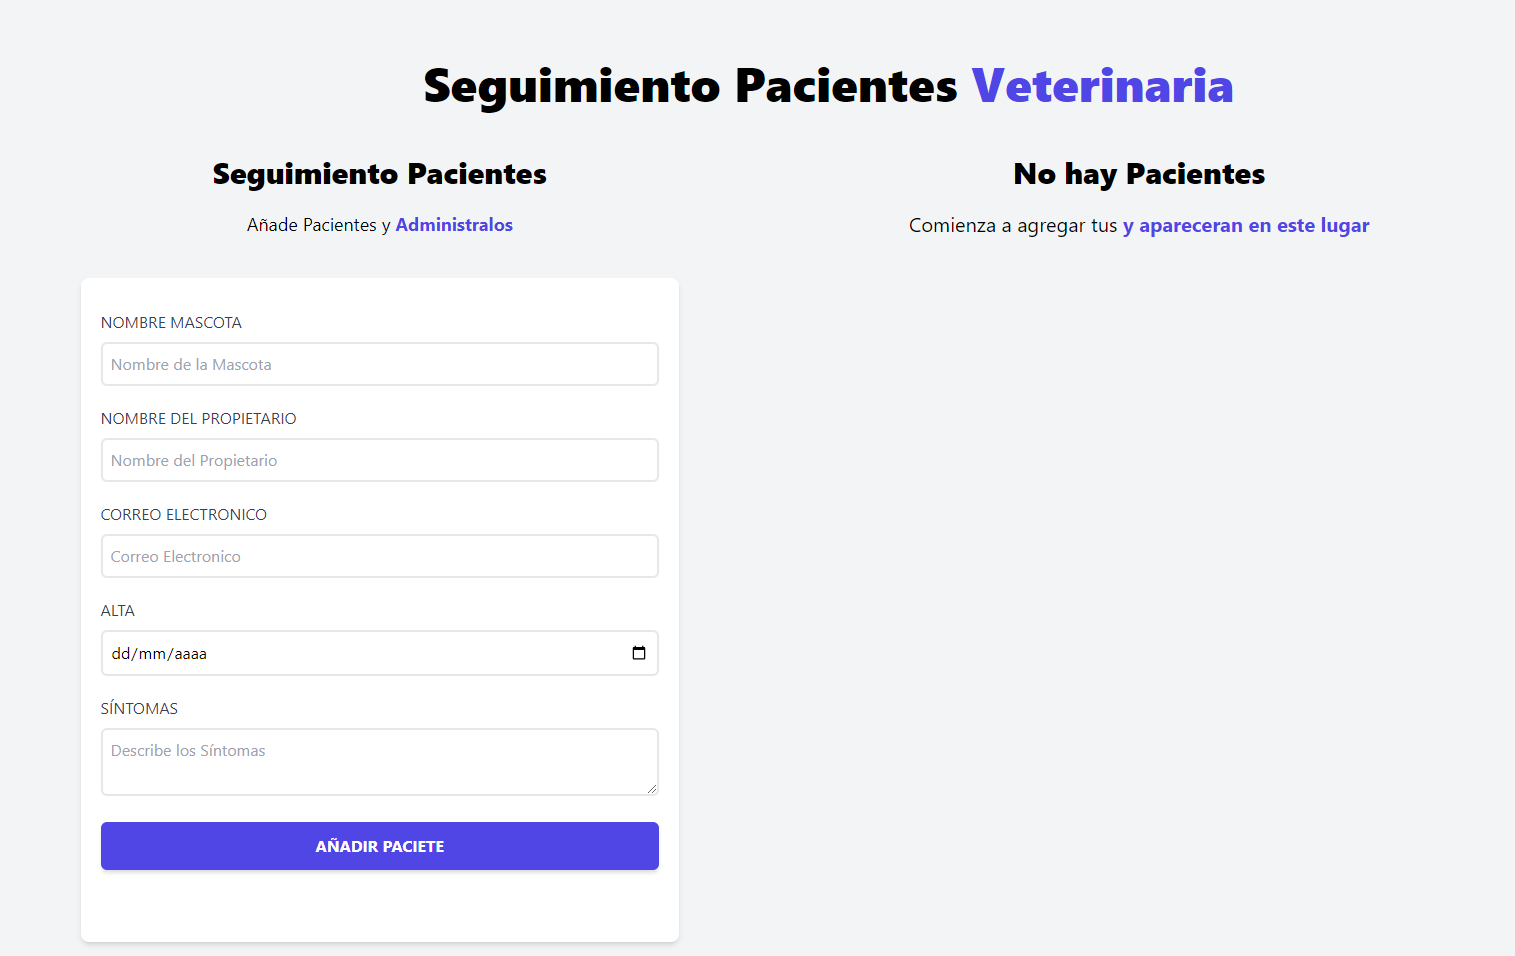 Seguimiento Pacientes Veterinaria
Seguimiento Pacientes
Añade Pacientes y Administralos
NOMBRE MASCOTA
Nombre de la Mascota
NOMBRE DEL PROPIETARIO
Nombre del Propietario
CORREO ELECTRONICO
Correo Electronico
ALTA
dd/mm/aaaa
SÍNTOMAS
Describe los Síntomas
AÑADIR PACIETE
No hay Pacientes
Comienza a agregar tus y apareceran en este lugar